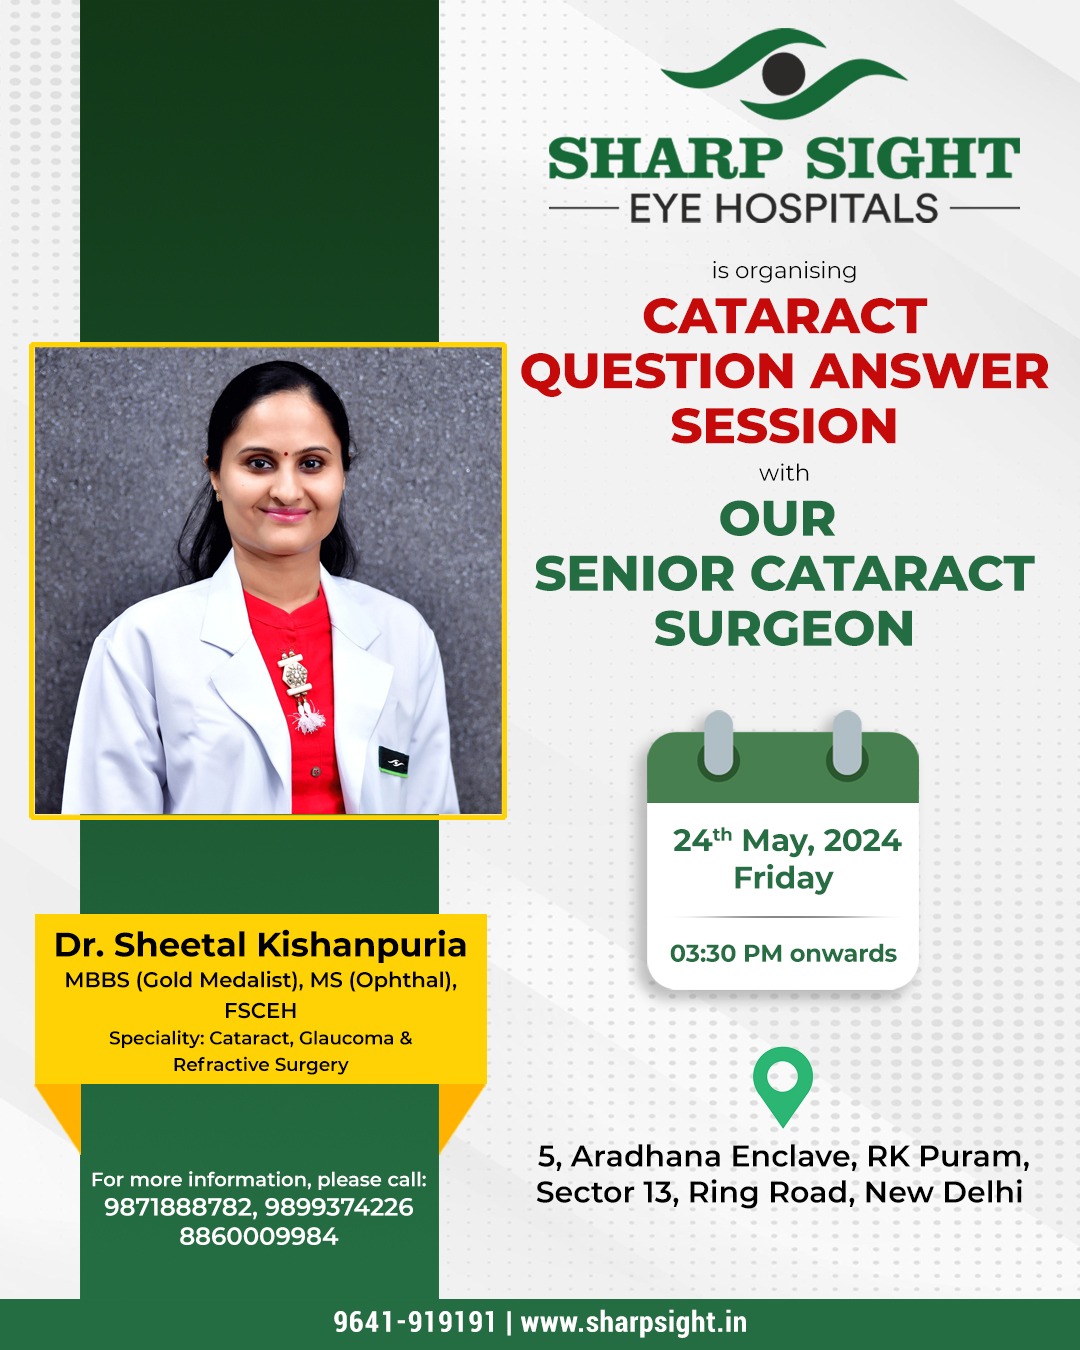 SHARP SIGHT
EYE HOSPITALS
is organising
CATARACT
QUESTION ANSWER
SESSION
with
OUR
SENIOR CATARACT
SURGEON
24th May, 2024
Friday
03:30 PM onwards
5, Aradhana Enclave, RK Puram,
Sector 13, Ring Road, New Delhi
Dr. Sheetal Kishanpuria
MBBS (Gold Medalist), MS (Ophthal),
FSCEH
Speciality: Cataract, Glaucoma &
Refractive Surgery
For more information, please call:
9871888782, 9899374226
8860009984
9641-919191 | www.sharpsight.in